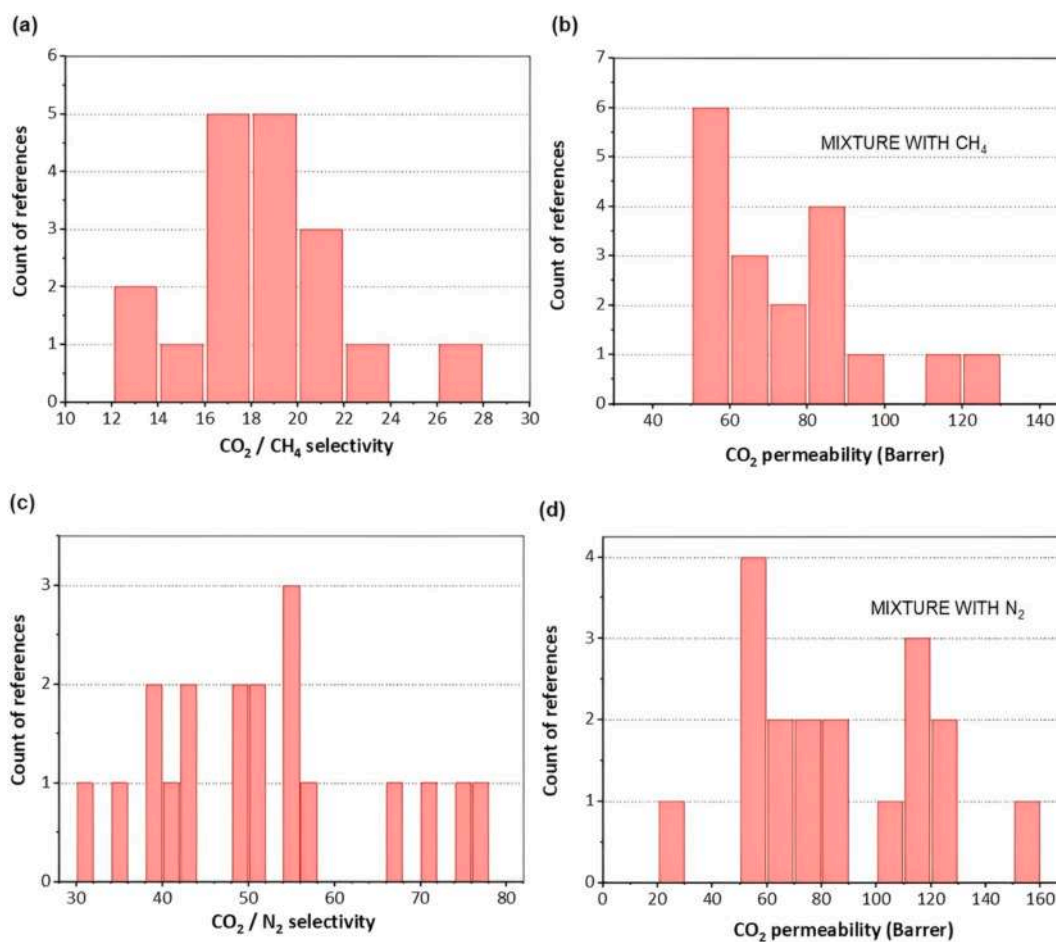 (a)
6
5
4
3
2
1
0
Count of references
10 12 14 16 18 20 22 24 26 28 30
CO₂ / CH₄ selectivity
(b)
7
6
5
4
3
2
1
0
Count of references
MIXTURE WITH CH₄
40 60 80 100 120 140
CO₂ permeability (Barrer)
(c)
3
2
1
0
Count of references
30 40 50 60 70 80
CO₂ / N₂ selectivity
(d)
4
3
2
1
0
Count of references
MIXTURE WITH N₂
0 20 40 60 80 100 120 140 160
CO₂ permeability (Barrer)